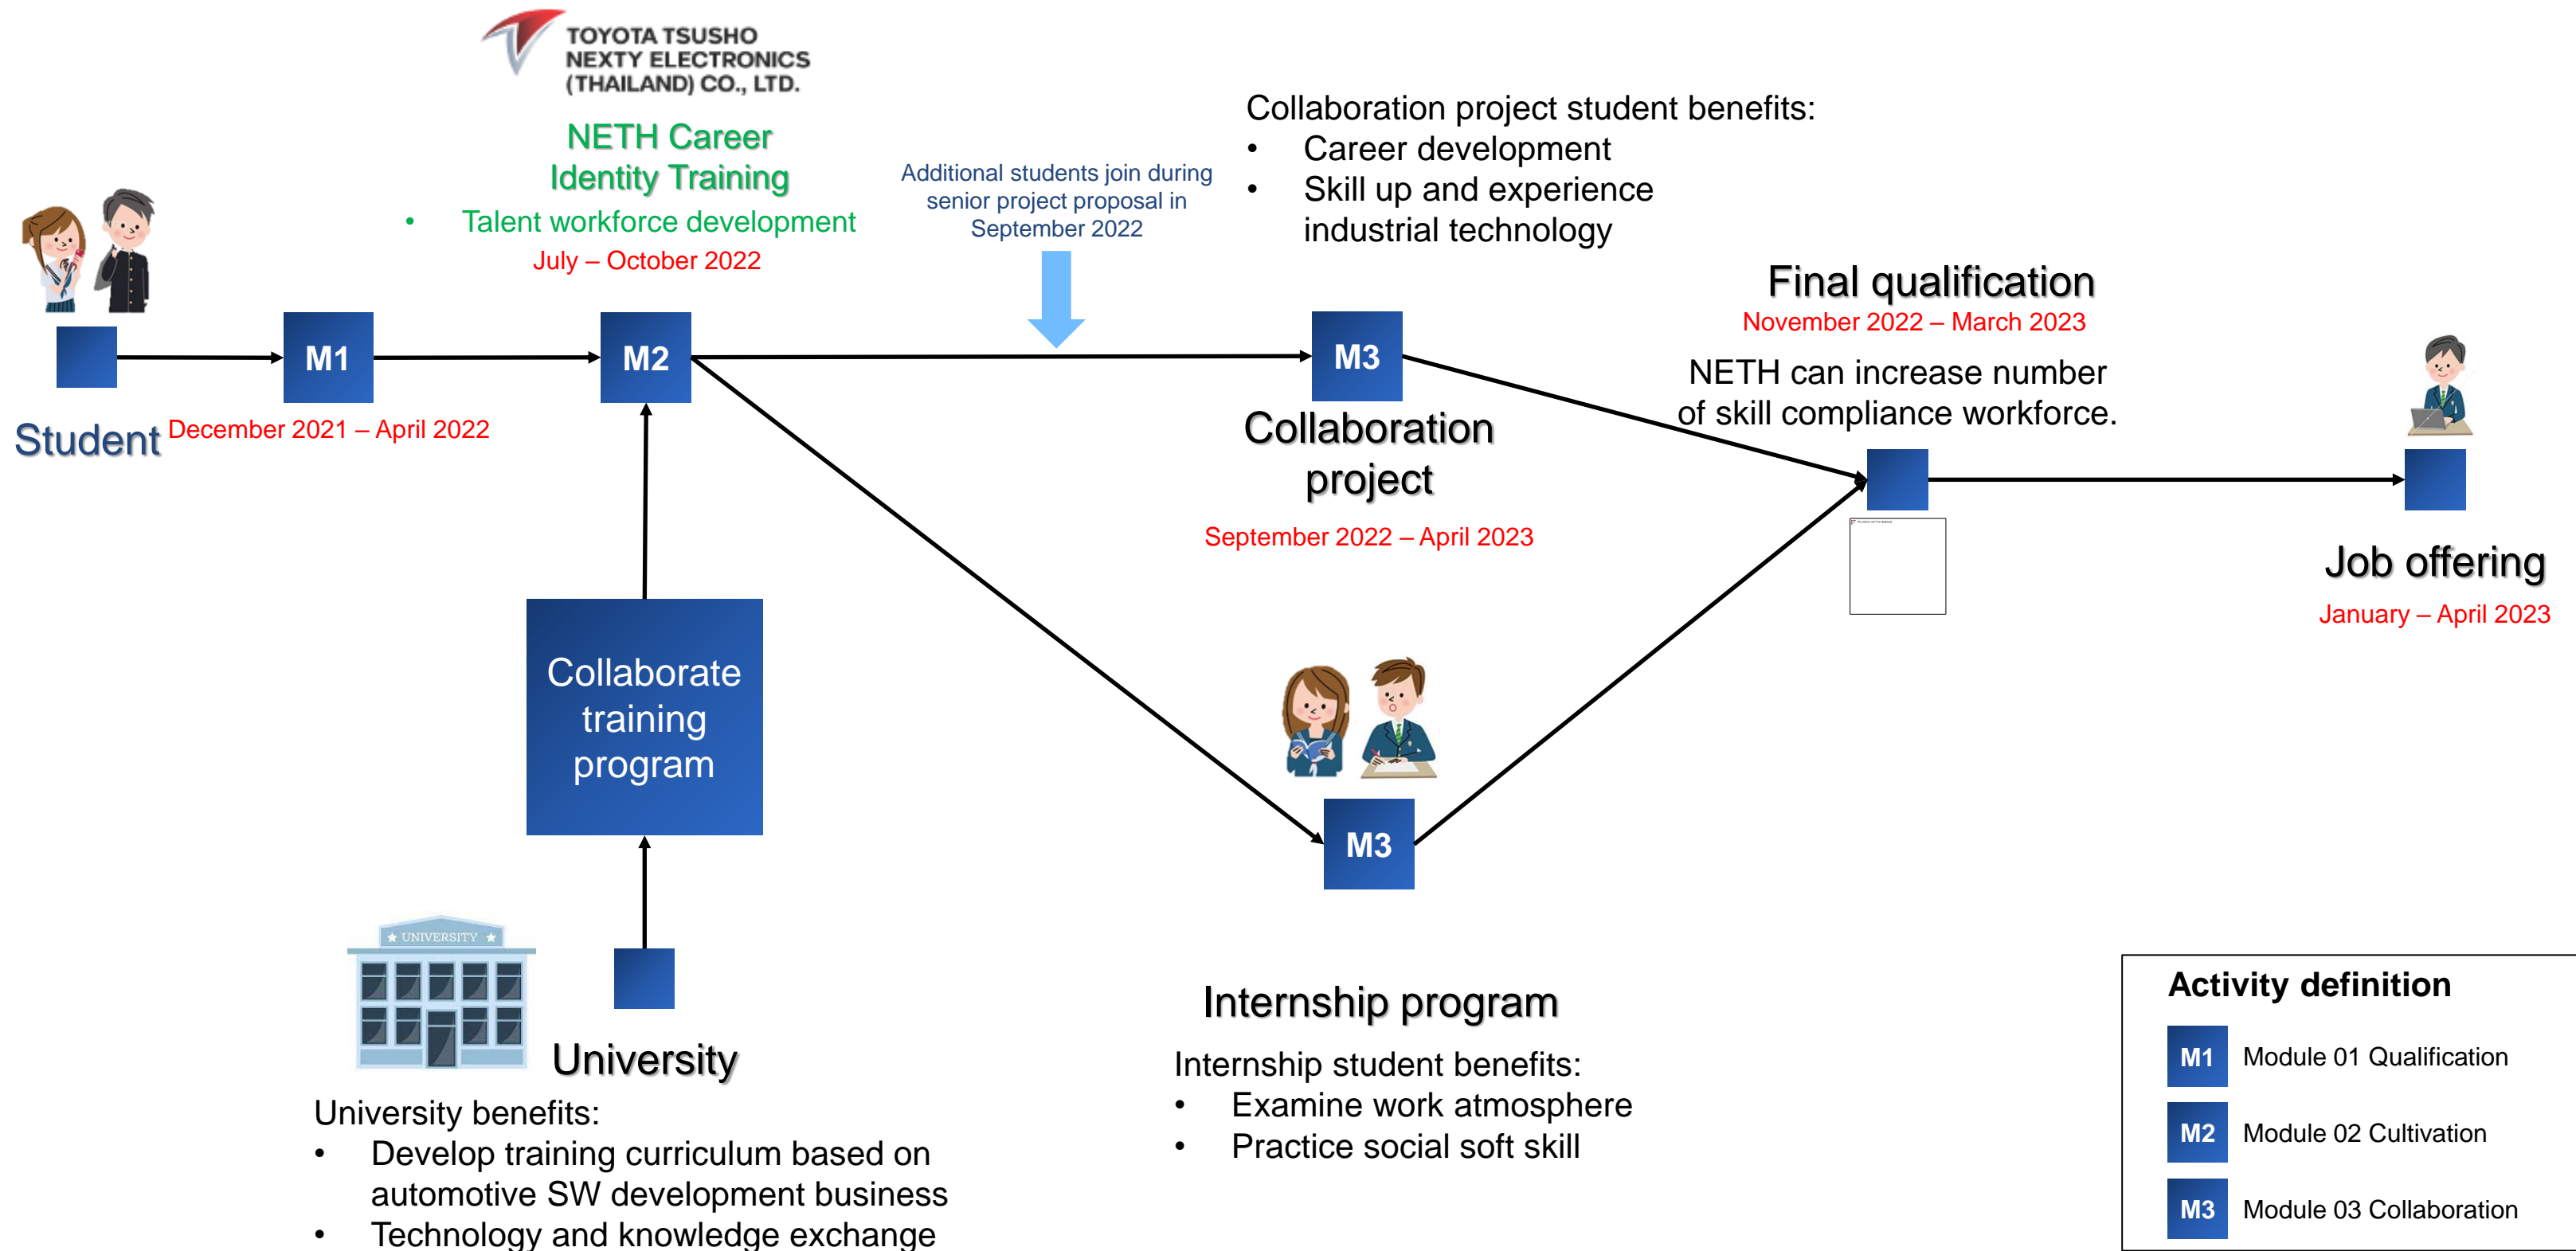 TOYOTA TSUSHO
NEXTY ELECTRONICS
(THAILAND) CO., LTD.
NETH Career
Identity Training
• Talent workforce development
July – October 2022
Additional students join during
senior project proposal in
September 2022
Collaboration project student benefits:
• Career development
• Skill up and experience
industrial technology
Final qualification
November 2022 – March 2023
NETH can increase number
of skill compliance workforce.
M1
M2
M3
Student
December 2021 – April 2022
Collaboration
project
September 2022 – April 2023
Job offering
January – April 2023
Collaborate
training
program
M3
★ UNIVERSITY ★
University
University benefits:
• Develop training curriculum based on
automotive SW development business
• Technology and knowledge exchange
Internship program
Internship student benefits:
• Examine work atmosphere
• Practice social soft skill
Activity definition
M1 Module 01 Qualification
M2 Module 02 Cultivation
M3 Module 03 Collaboration